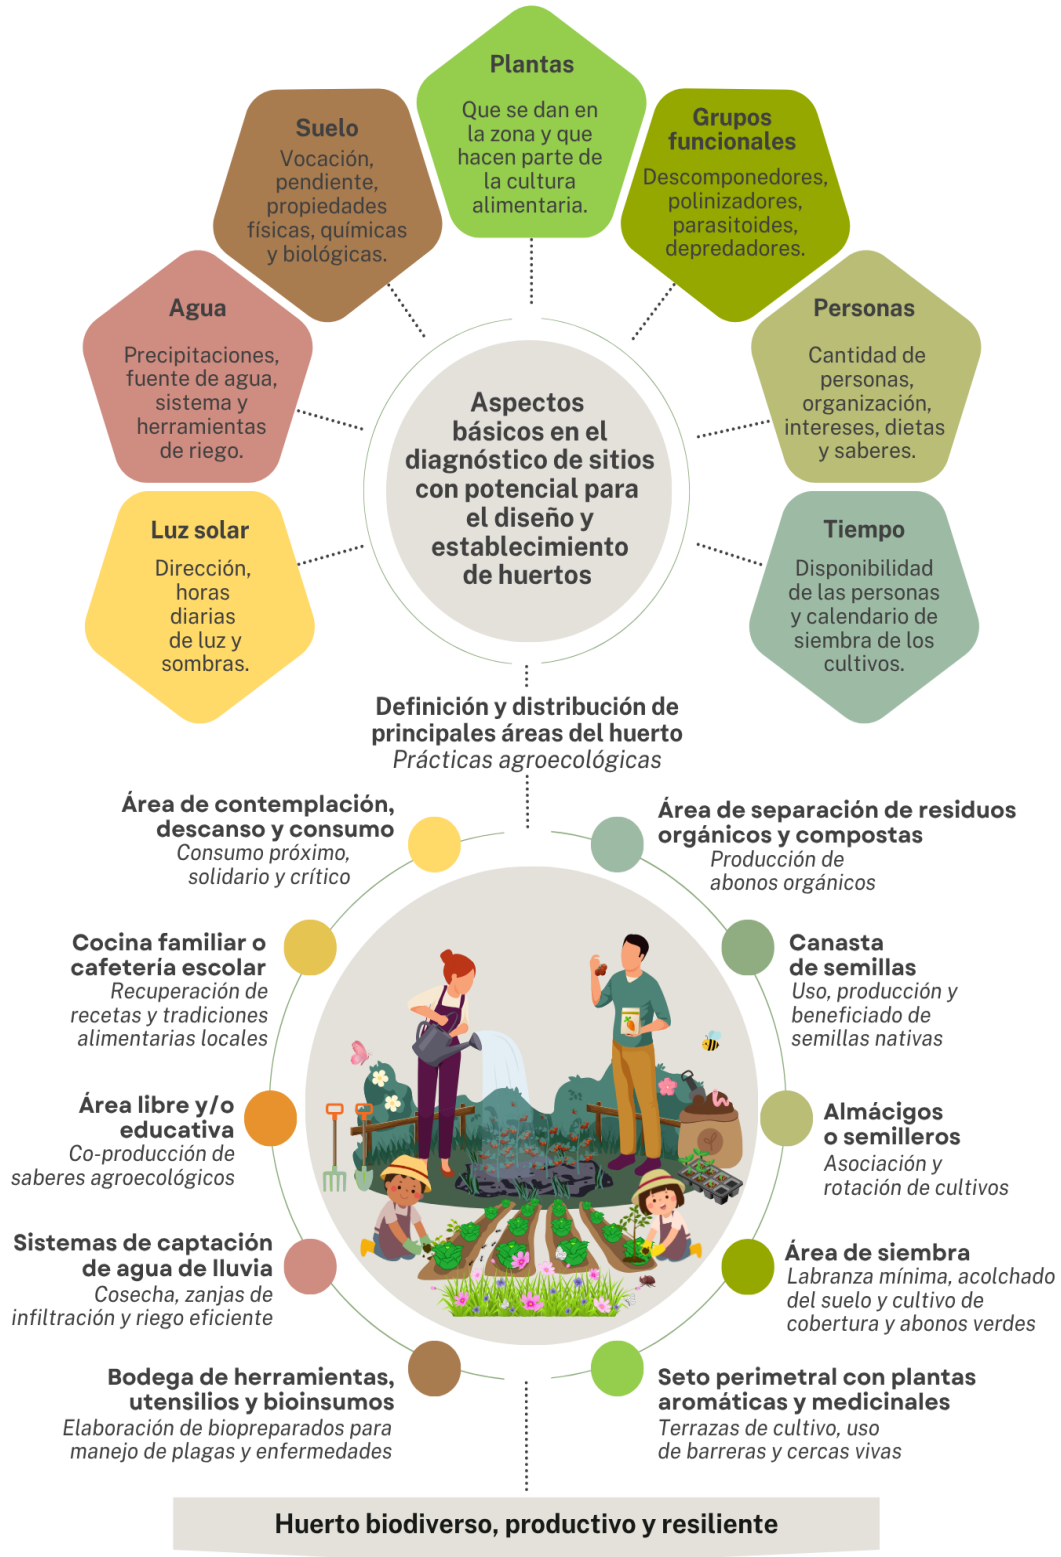 Plantas
Que se dan en
la zona y que
hacen parte de
la cultura
alimentaria.
Suelo
Vocación,
pendiente,
propiedades
físicas, químicas
y biológicas.
Grupos
funcionales
Descomponedores,
polinizadores,
parasitoides,
depredadores.
Agua
Precipitaciones,
fuente de agua,
sistema y
herramientas
de riego.
Personas
Cantidad de
personas,
organización,
intereses, dietas
y saberes.
Aspectos
básicos en el
diagnóstico de sitios
con potencial para
el diseño y
establecimiento
de huertos
Luz solar
Dirección,
horas
diarias
de luz y
sombras.
Tiempo
Disponibilidad
de las personas
y calendario de
siembra de los
cultivos.
Definición y distribución de
principales áreas del huerto
Prácticas agroecológicas
Área de contemplación,
descanso y consumo
Consumo próximo,
solidario y crítico
Área de separación de residuos
orgánicos y compostas
Producción de
abonos orgánicos
Cocina familiar o
cafetería escolar
Recuperación de
recetas y tradiciones
alimentarias locales
Canasta
de semillas
Uso, producción y
beneficiado de
semillas nativas
Área libre y/o
educativa
Co-producción de
saberes agroecológicos
Almácigos
o semilleros
Asociación y
rotación de cultivos
Sistemas de captación
de agua de lluvia
Cosecha, zanjas de
infiltración y riego eficiente
Área de siembra
Labranza mínima, acolchado
del suelo y cultivo de
cobertura y abonos verdes
Bodega de herramientas,
utensilios y bioinsumos
Elaboración de biopreparados para
manejo de plagas y enfermedades
Seto perimetral con plantas
aromáticas y medicinales
Terrazas de cultivo, uso
de barreras y cercas vivas
Huerto biodiverso, productivo y resiliente